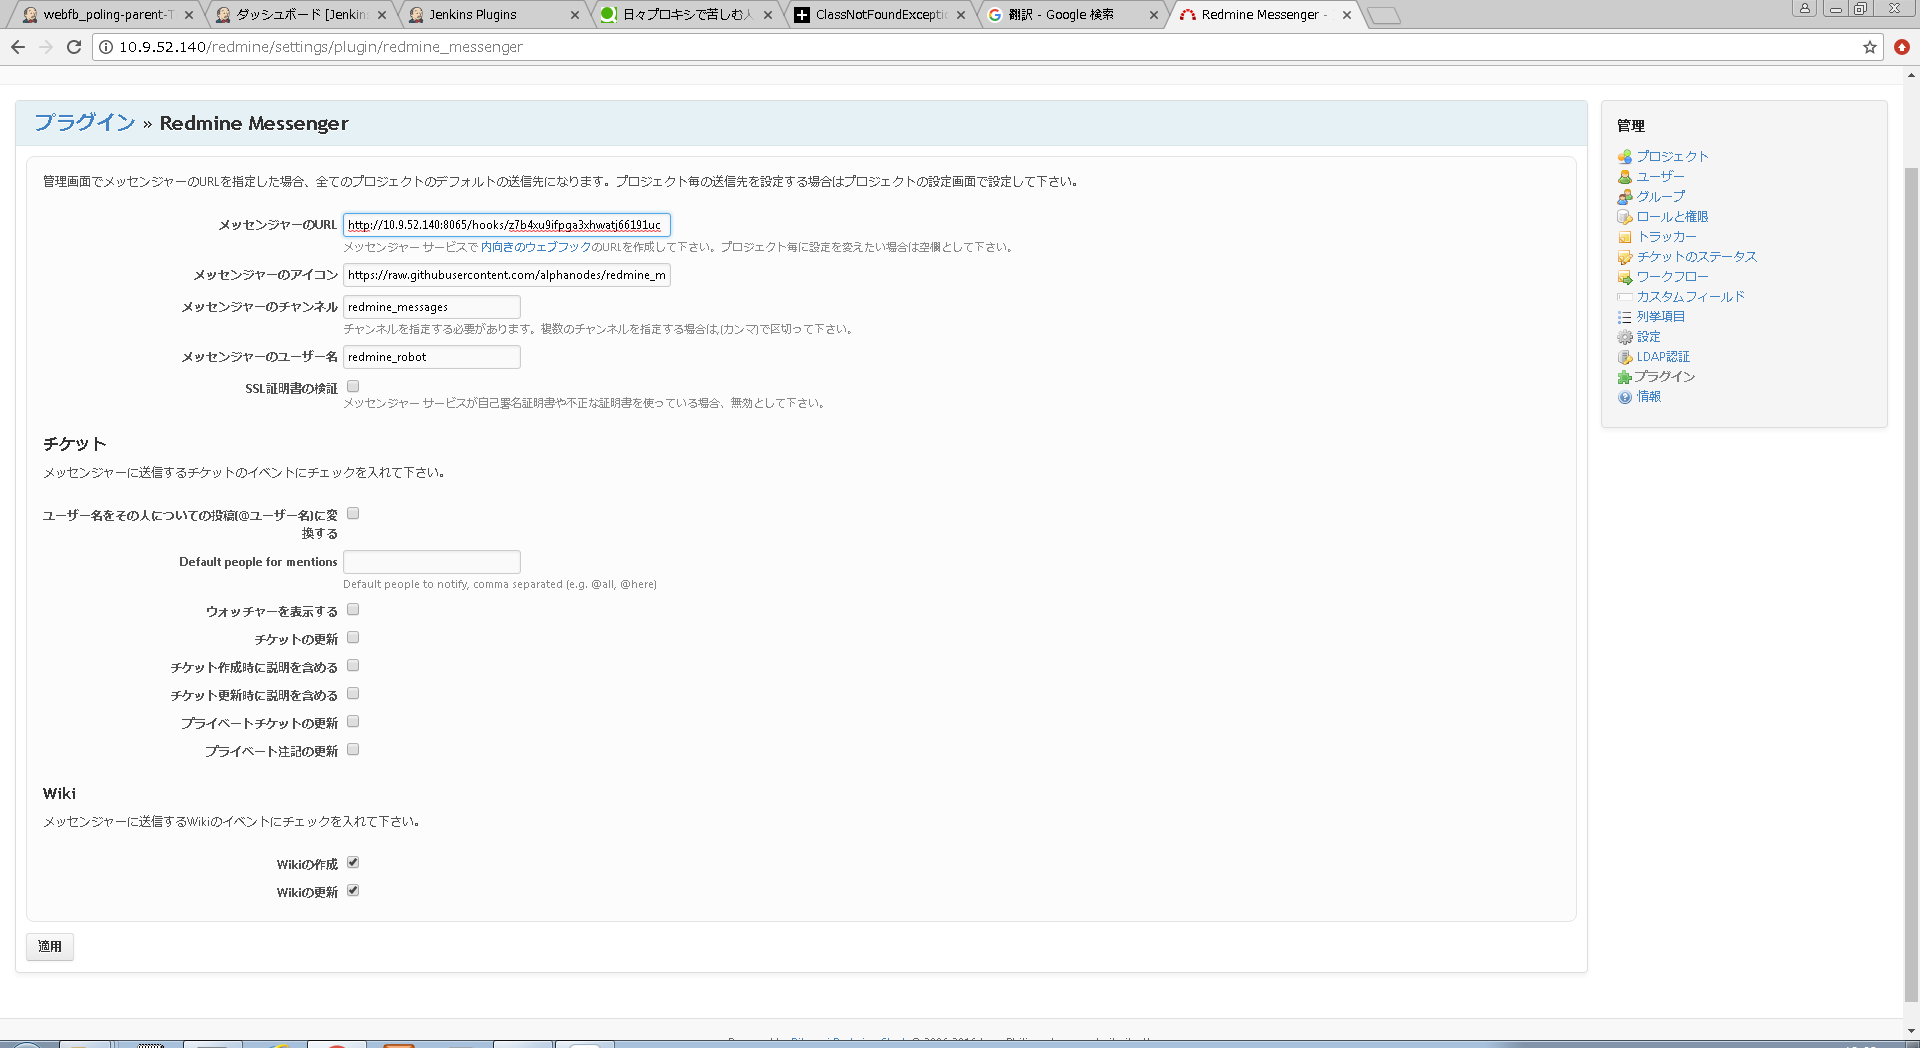 webfb_poling-parent-T
ダッシュボード [Jenkins
Jenkins Plugins
日々プロキシで苦しむ人
ClassNotFoundExceptio
翻訳 - Google 検索
Redmine Messenger -
10.9.52.140/redmine/settings/plugin/redmine_messenger
プラグイン » Redmine Messenger
管理画面でメッセンジャーのURLを指定した場合、全てのプロジェクトのデフォルトの送信先になります。プロジェクト毎の送信先を設定する場合はプロジェクトの設定画面で設定して下さい。
メッセンジャーのURL http://10.9.52.140:8065/hooks/z7b4xu9ifpga3xhwatj66191uc
メッセンジャー サービスで 内向きのウェブフックのURLを作成して下さい。プロジェクト毎に設定を変えたい場合は空欄として下さい。
メッセンジャーのアイコン https://raw.githubusercontent.com/alphanodes/redmine_m
メッセンジャーのチャンネル redmine_messages
チャンネルを指定する必要があります。複数のチャンネルを指定する場合は,(カンマ)で区切って下さい。
メッセンジャーのユーザー名 redmine_robot
SSL証明書の検証
メッセンジャー サービスが自己署名証明書や不正な証明書を使っている場合、無効として下さい。
チケット
メッセンジャーに送信するチケットのイベントにチェックを入れて下さい。
ユーザー名をその人についての投稿(@ユーザー名)に変
換する
Default people for mentions
Default people to notify, comma separated (e.g. @all, @here)
ウォッチャーを表示する
チケットの更新
チケット作成時に説明を含める
チケット更新時に説明を含める
プライベートチケットの更新
プライベート注記の更新
Wiki
メッセンジャーに送信するWikiのイベントにチェックを入れて下さい。
Wikiの作成
Wikiの更新
適用
管理
プロジェクト
ユーザー
グループ
ロールと権限
トラッカー
チケットのステータス
ワークフロー
カスタムフィールド
列挙項目
設定
LDAP認証
プラグイン
情報